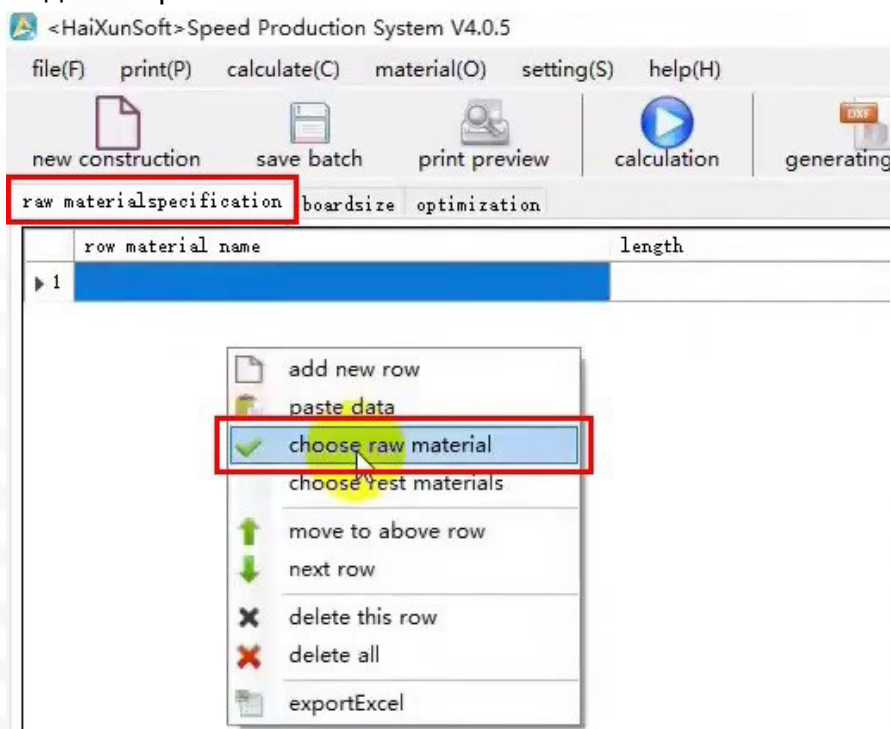 <HaiXunSoft>Speed Production System V4.0.5
file(F) print(P) calculate(C) material(O) setting(S) help(H)
new construction save batch print preview calculation generating
DXF
raw materialspecification boardsize optimization
row material name length
1
add new row
paste data
choose raw material
choose rest materials
move to above row
next row
delete this row
delete all
exportExcel